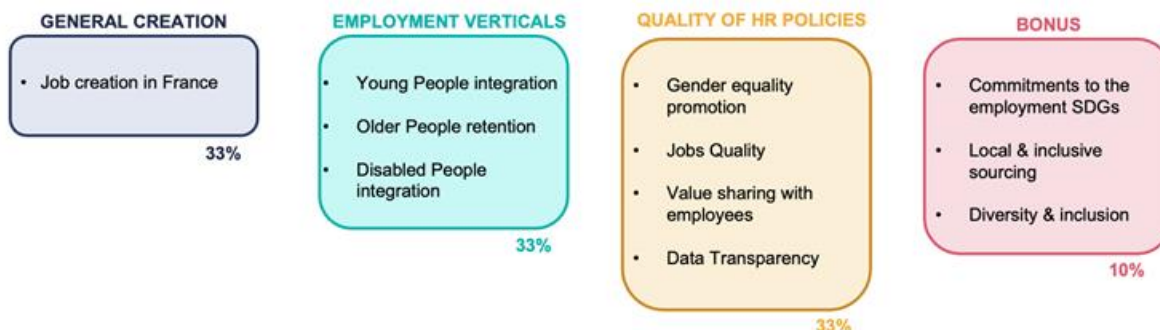 GENERAL CREATION
• Job creation in France
33%
EMPLOYMENT VERTICALS
• Young People integration
• Older People retention
• Disabled People
integration
33%
QUALITY OF HR POLICIES
• Gender equality
promotion
• Jobs Quality
• Value sharing with
employees
• Data Transparency
33%
BONUS
• Commitments to the
employment SDGs
• Local & inclusive
sourcing
• Diversity & inclusion
10%